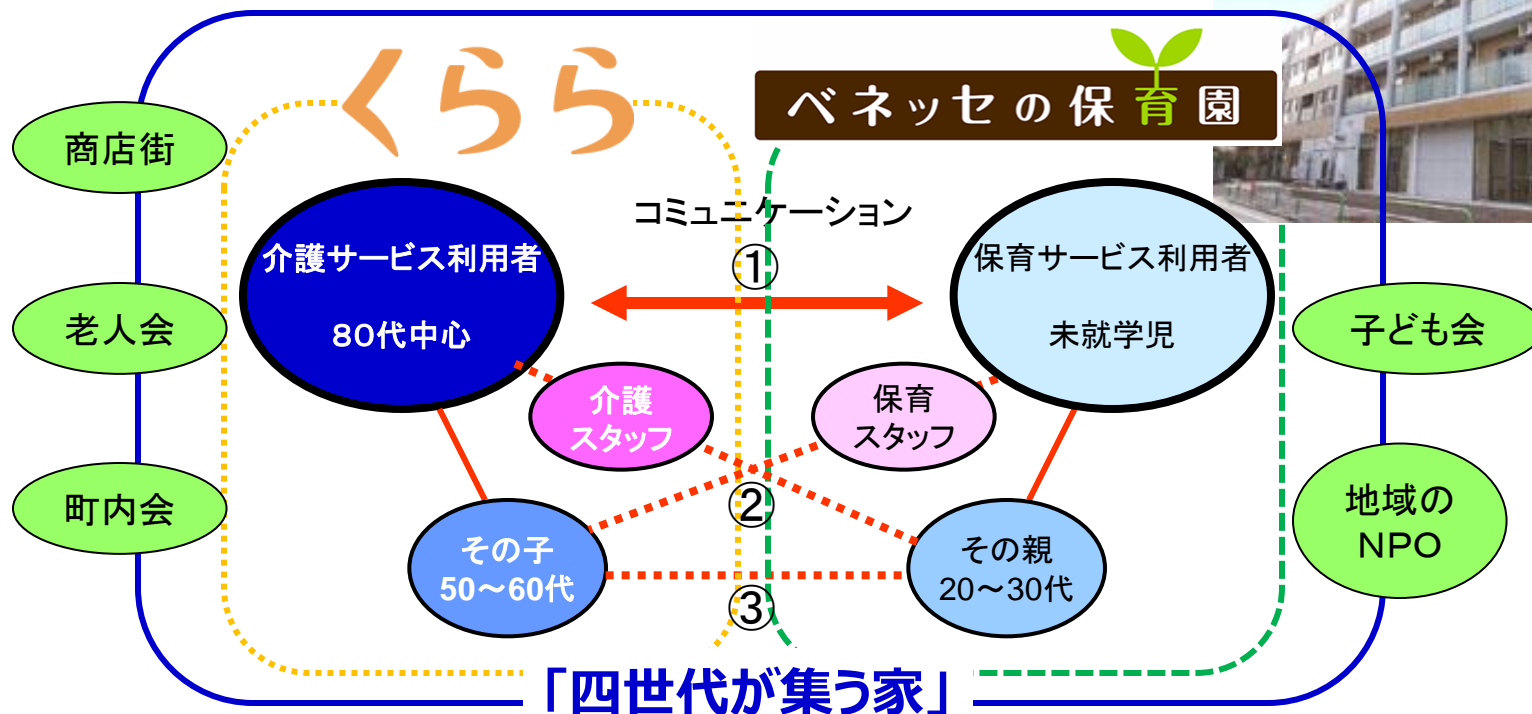 くらら
ベネッセの保育園
商店街
コミュニケーション
①
介護サービス利用者
80代中心
保育サービス利用者
未就学児
老人会
子ども会
介護
スタッフ
保育
スタッフ
町内会
②
地域の
NPO
その子
50～60代
その親
20～30代
③
「四世代が集う家」